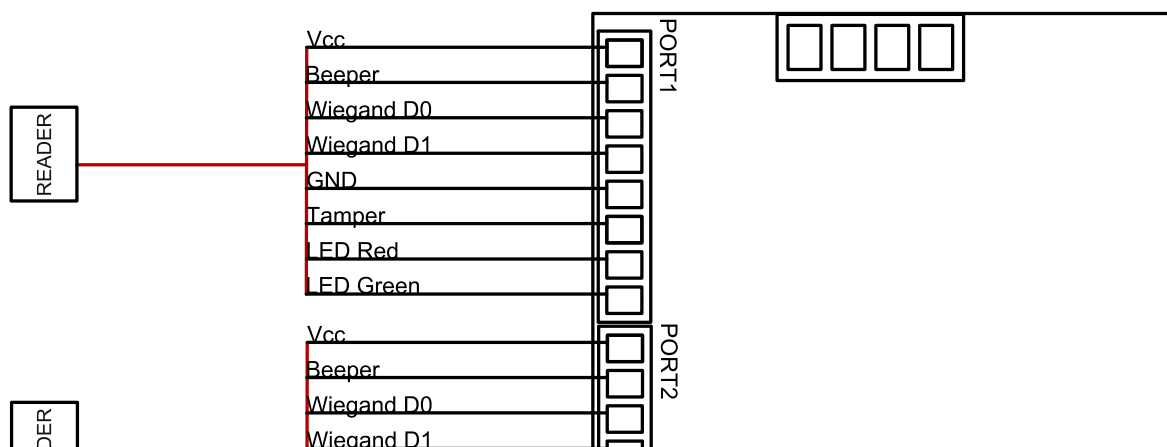 Vcc
Beeper
Wiegand D0
Wiegand D1
GND
Tamper
LED Red
LED Green
READER
PORT1
Vcc
Beeper
Wiegand D0
Wiegand D1
DER
PORT2